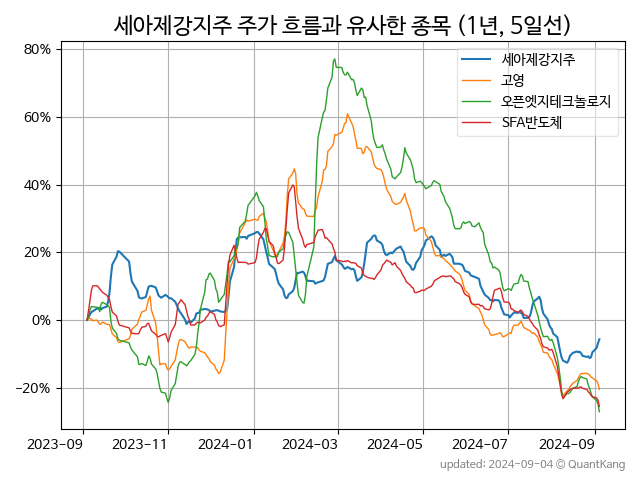 세아제강지주 주가 흐름과 유사한 종목 (1년, 5일선)
세아제강지주
고영
오픈엣지테크놀로지
SFA반도체
80%
60%
40%
20%
0%
−20%
2023-09 2023-11 2024-01 2024-03 2024-05 2024-07 2024-09
updated: 2024-09-04 © QuantKang